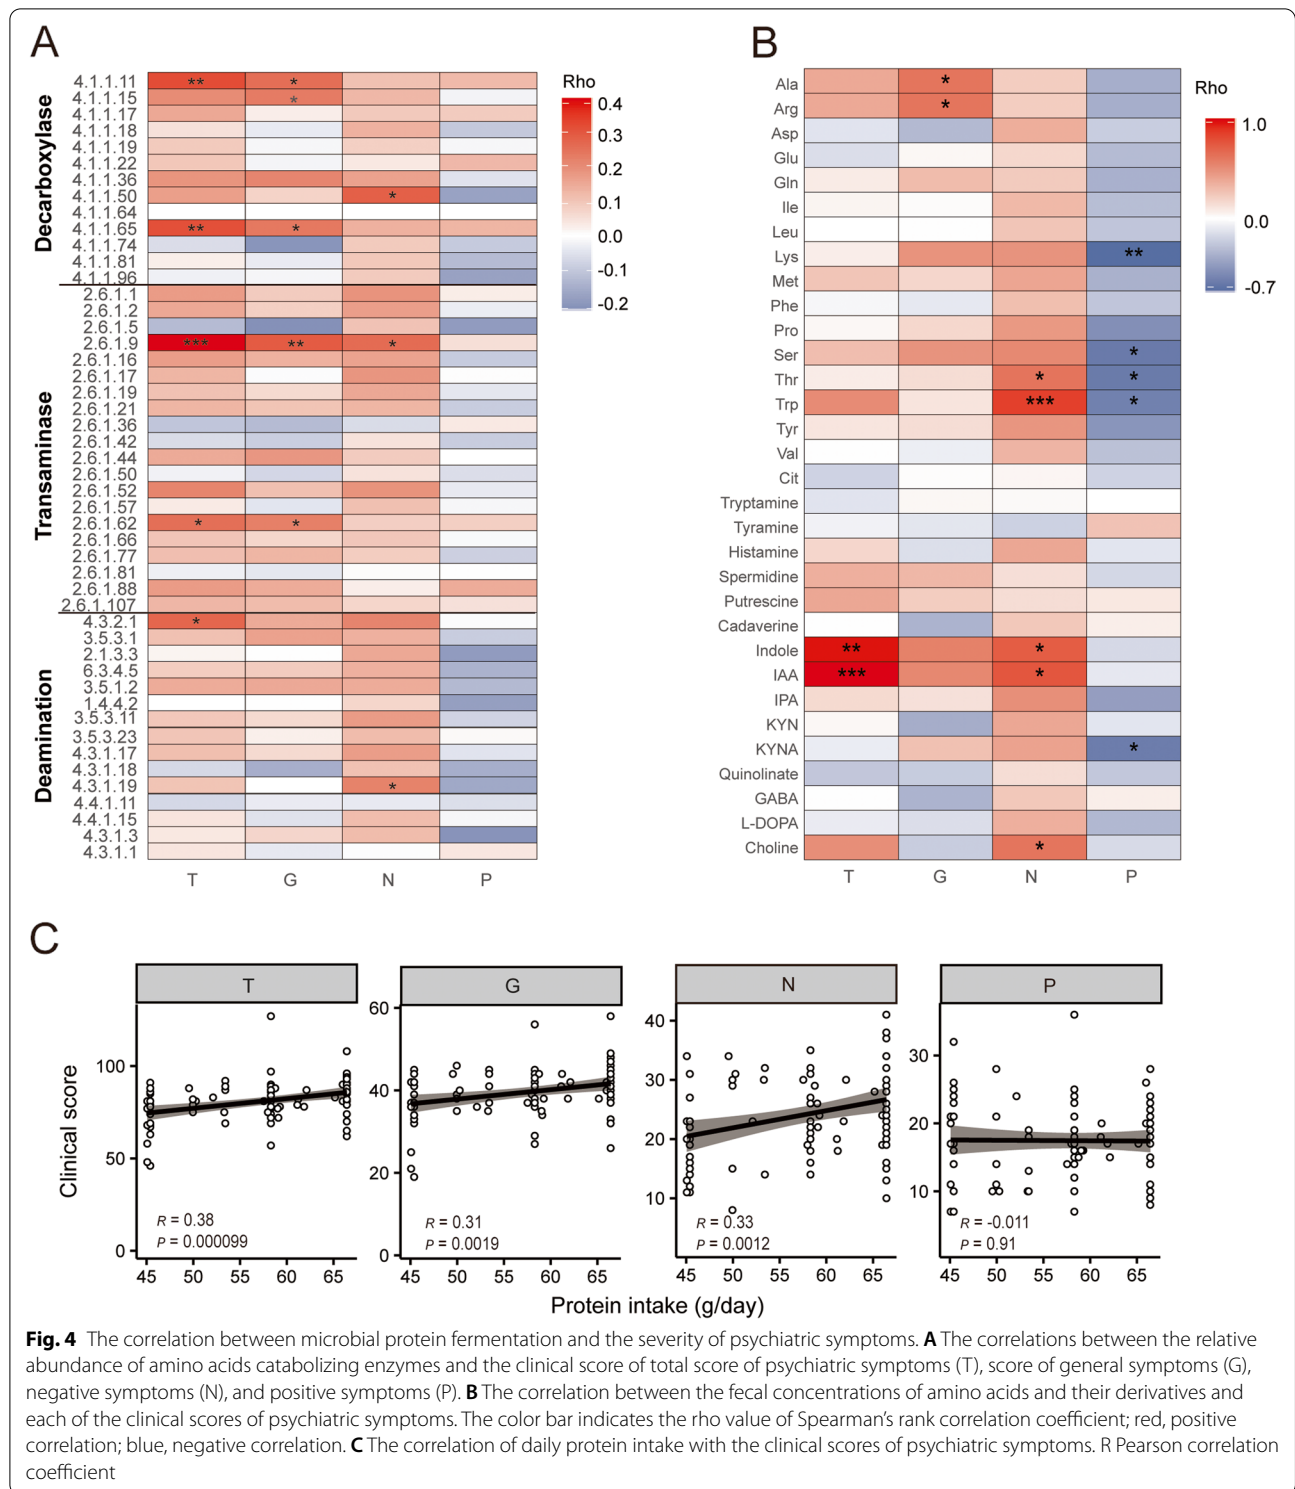 A
Decarboxylase
4.1.1.11 ** *
4.1.1.15 *
4.1.1.17
4.1.1.18
4.1.1.19
4.1.1.22
4.1.1.36
4.1.1.50 *
4.1.1.64
4.1.1.65 ** *
4.1.1.74
4.1.1.81
4.1.1.96
Transaminase
2.6.1.1
2.6.1.2
2.6.1.5
2.6.1.9 *** ** *
2.6.1.16
2.6.1.17
2.6.1.19
2.6.1.21
2.6.1.36
2.6.1.42
2.6.1.44
2.6.1.50
2.6.1.52
2.6.1.57
2.6.1.62 * *
2.6.1.66
2.6.1.77
2.6.1.81
2.6.1.88
2.6.1.107
Deamination
4.3.2.1 *
3.5.3.1
2.1.3.3
6.3.4.5
3.5.1.2
1.4.4.2
3.5.3.11
3.5.3.23
4.3.1.17
4.3.1.18
4.3.1.19 *
4.4.1.11
4.4.1.15
4.3.1.3
4.3.1.1
T G N P
Rho
0.4
0.3
0.2
0.1
0.0
-0.1
-0.2
B
Ala *
Arg *
Asp
Glu
Gln
Ile
Leu
Lys **
Met
Phe
Pro
Ser *
Thr * *
Trp *** *
Tyr
Val
Cit
Tryptamine
Tyramine
Histamine
Spermidine
Putrescine
Cadaverine
Indole ** *
IAA *** *
IPA
KYN
KYNA *
Quinolinate
GABA
L-DOPA
Choline *
T G N P
Rho
1.0
0.0
-0.7
C
Clinical score
T
100
50
0
R = 0.38
P = 0.000099
45 50 55 60 65
G
60
40
20
0
R = 0.31
P = 0.0019
45 50 55 60 65
N
40
30
20
10
R = 0.33
P = 0.0012
45 50 55 60 65
P
30
20
10
R = -0.011
P = 0.91
45 50 55 60 65
Protein intake (g/day)
Fig. 4 The correlation between microbial protein fermentation and the severity of psychiatric symptoms. A The correlations between the relative
abundance of amino acids catabolizing enzymes and the clinical score of total score of psychiatric symptoms (T), score of general symptoms (G),
negative symptoms (N), and positive symptoms (P). B The correlation between the fecal concentrations of amino acids and their derivatives and
each of the clinical scores of psychiatric symptoms. The color bar indicates the rho value of Spearman's rank correlation coefficient; red, positive
correlation; blue, negative correlation. C The correlation of daily protein intake with the clinical scores of psychiatric symptoms. R Pearson correlation
coefficient